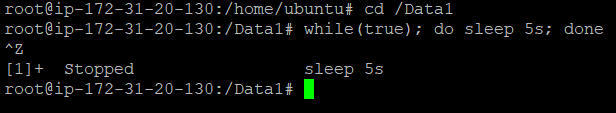 root@ip-172-31-20-130:/home/ubuntu# cd /Data1
root@ip-172-31-20-130:/Data1# while(true); do sleep 5s; done
^Z
[1]+  Stopped                 sleep 5s
root@ip-172-31-20-130:/Data1#